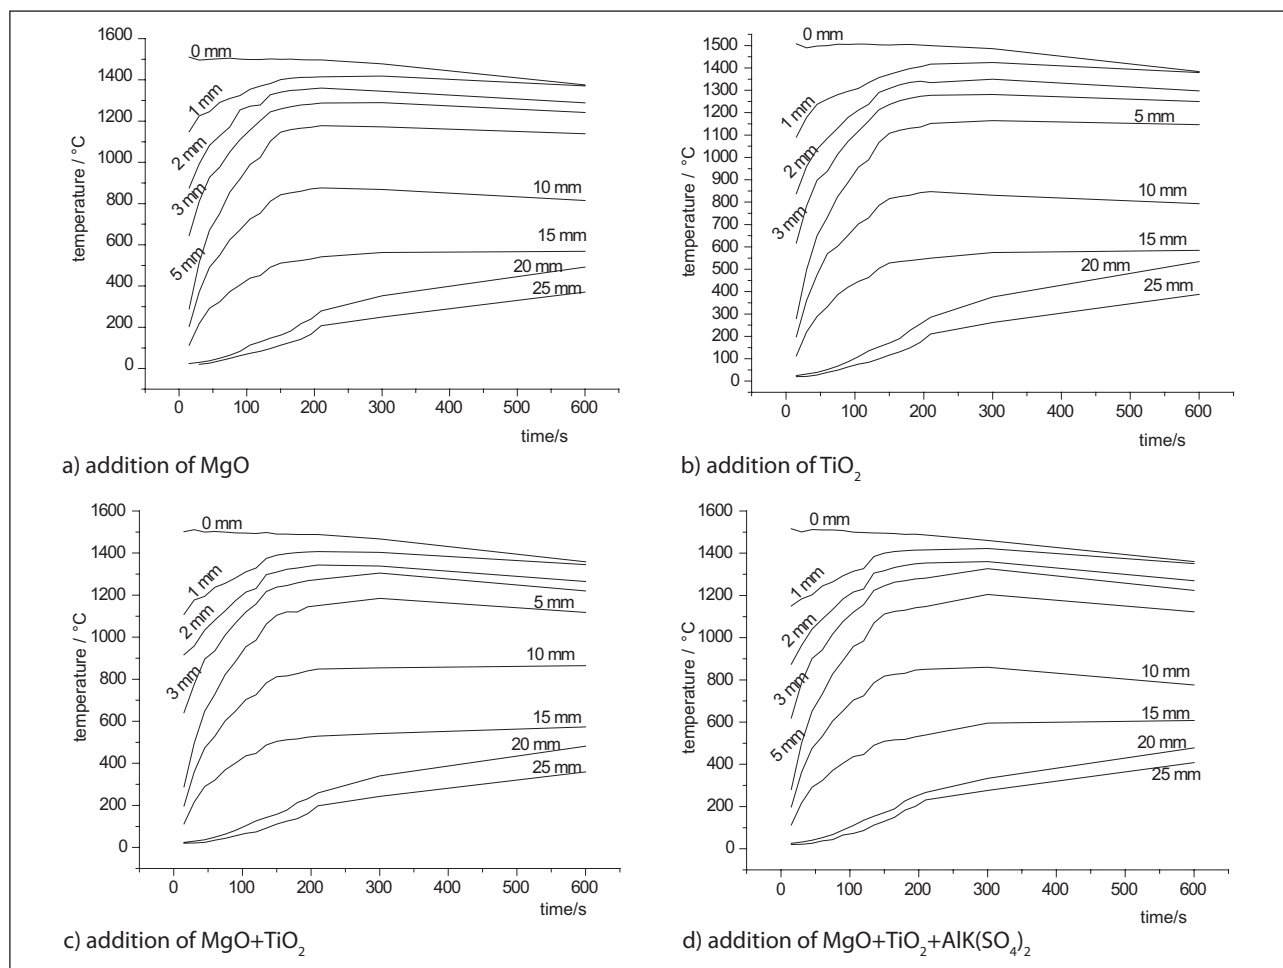 1600
1400
1200
1000
800
600
400
200
0
temperature / °C
0 mm
1 mm
2 mm
3 mm
5 mm
10 mm
15 mm
20 mm
25 mm
0 100 200 300 400 500 600
time/s
a) addition of MgO
1500
1400
1300
1200
1100
1000
900
800
700
600
500
400
300
200
100
0
temperature / °C
0 mm
1 mm
2 mm
3 mm
5 mm
10 mm
15 mm
20 mm
25 mm
0 100 200 300 400 500 600
time/s
b) addition of TiO₂
1600
1400
1200
1000
800
600
400
200
0
temperature / °C
0 mm
1 mm
2 mm
3 mm
5 mm
10 mm
15 mm
20 mm
25 mm
0 100 200 300 400 500 600
time/s
c) addition of MgO+TiO₂
1600
1400
1200
1000
800
600
400
200
0
temperature / °C
0 mm
1 mm
2 mm
3 mm
5 mm
10 mm
15 mm
20 mm
25 mm
0 100 200 300 400 500 600
time/s
d) addition of MgO+TiO₂+AlK(SO₄)₂